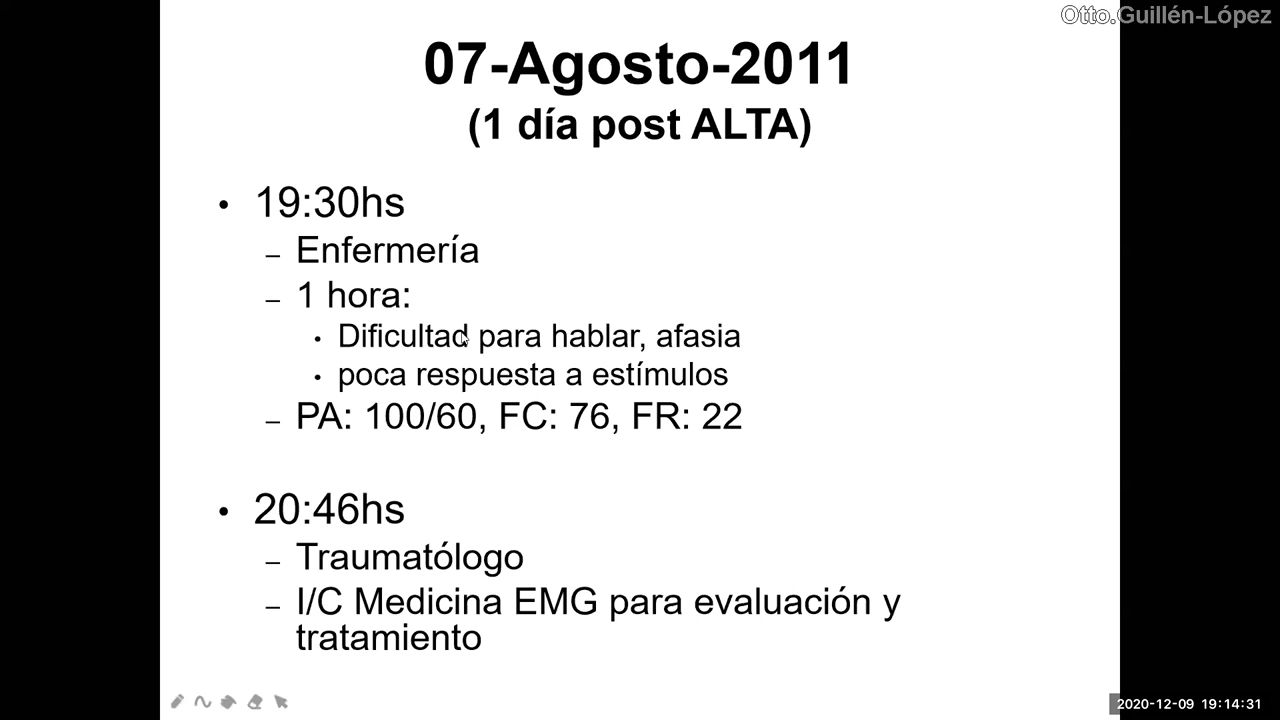 Otto.Guillén-López
07-Agosto-2011
(1 día post ALTA)
• 19:30hs
– Enfermería
– 1 hora:
• Dificultad para hablar, afasia
• poca respuesta a estímulos
– PA: 100/60, FC: 76, FR: 22
• 20:46hs
– Traumatólogo
– I/C Medicina EMG para evaluación y
tratamiento
2020-12-09 19:14:31